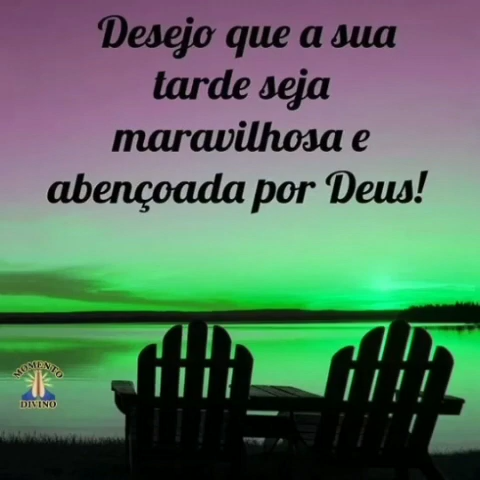 Desejo que a sua
tarde seja
maravilhosa e
abençoada por Deus!
MOMENTO
DIVINO